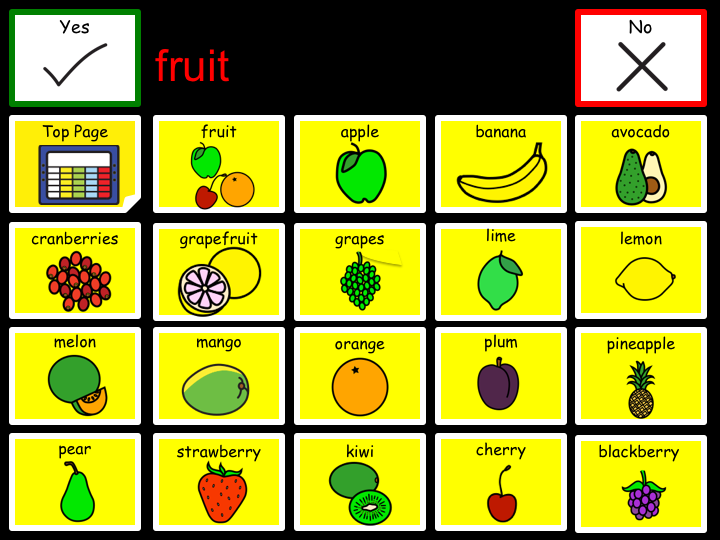 Yes
fruit
No
Top Page
fruit
apple
banana
avocado
cranberries
grapefruit
grapes
lime
lemon
melon
mango
orange
plum
pineapple
pear
strawberry
kiwi
cherry
blackberry